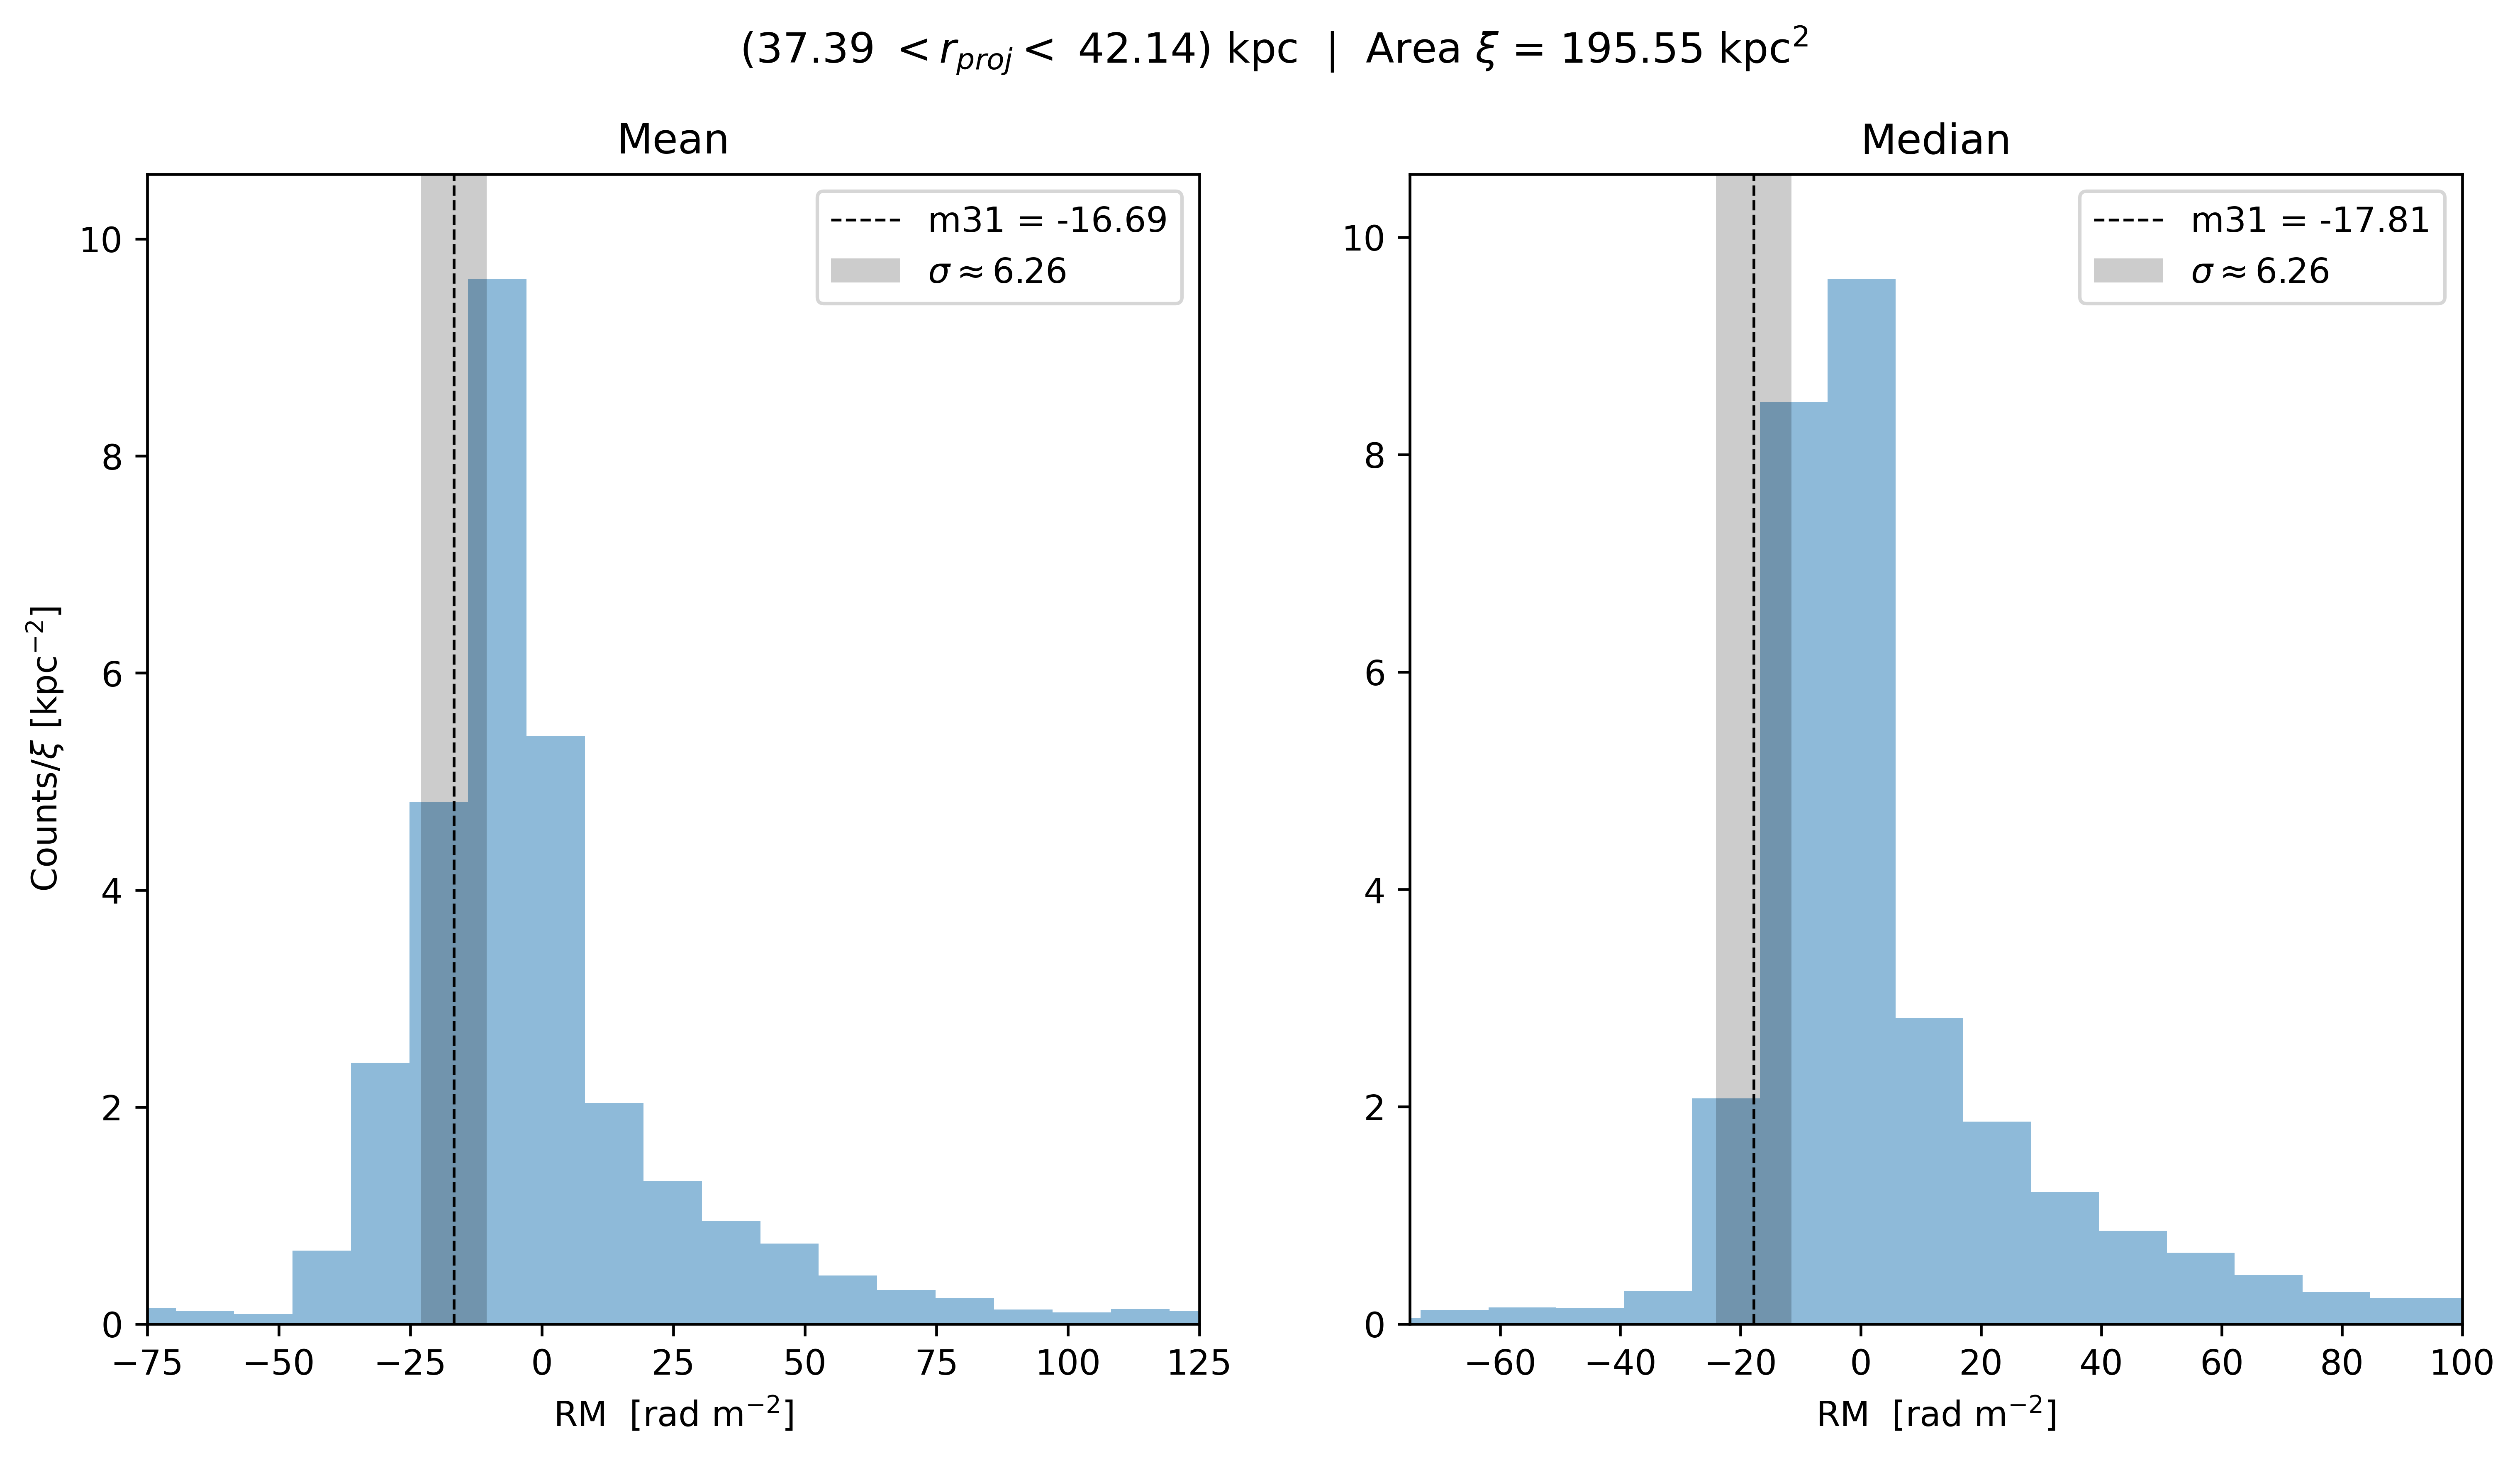 (37.39 < r_proj < 42.14) kpc | Area ξ = 195.55 kpc²
Mean
m31 = -16.69
σ ≈ 6.26
10
8
6
4
2
0
Counts/ξ [kpc⁻²]
−75 −50 −25 0 25 50 75 100 125
RM [rad m⁻²]
Median
m31 = -17.81
σ ≈ 6.26
10
8
6
4
2
0
−60 −40 −20 0 20 40 60 80 100
RM [rad m⁻²]